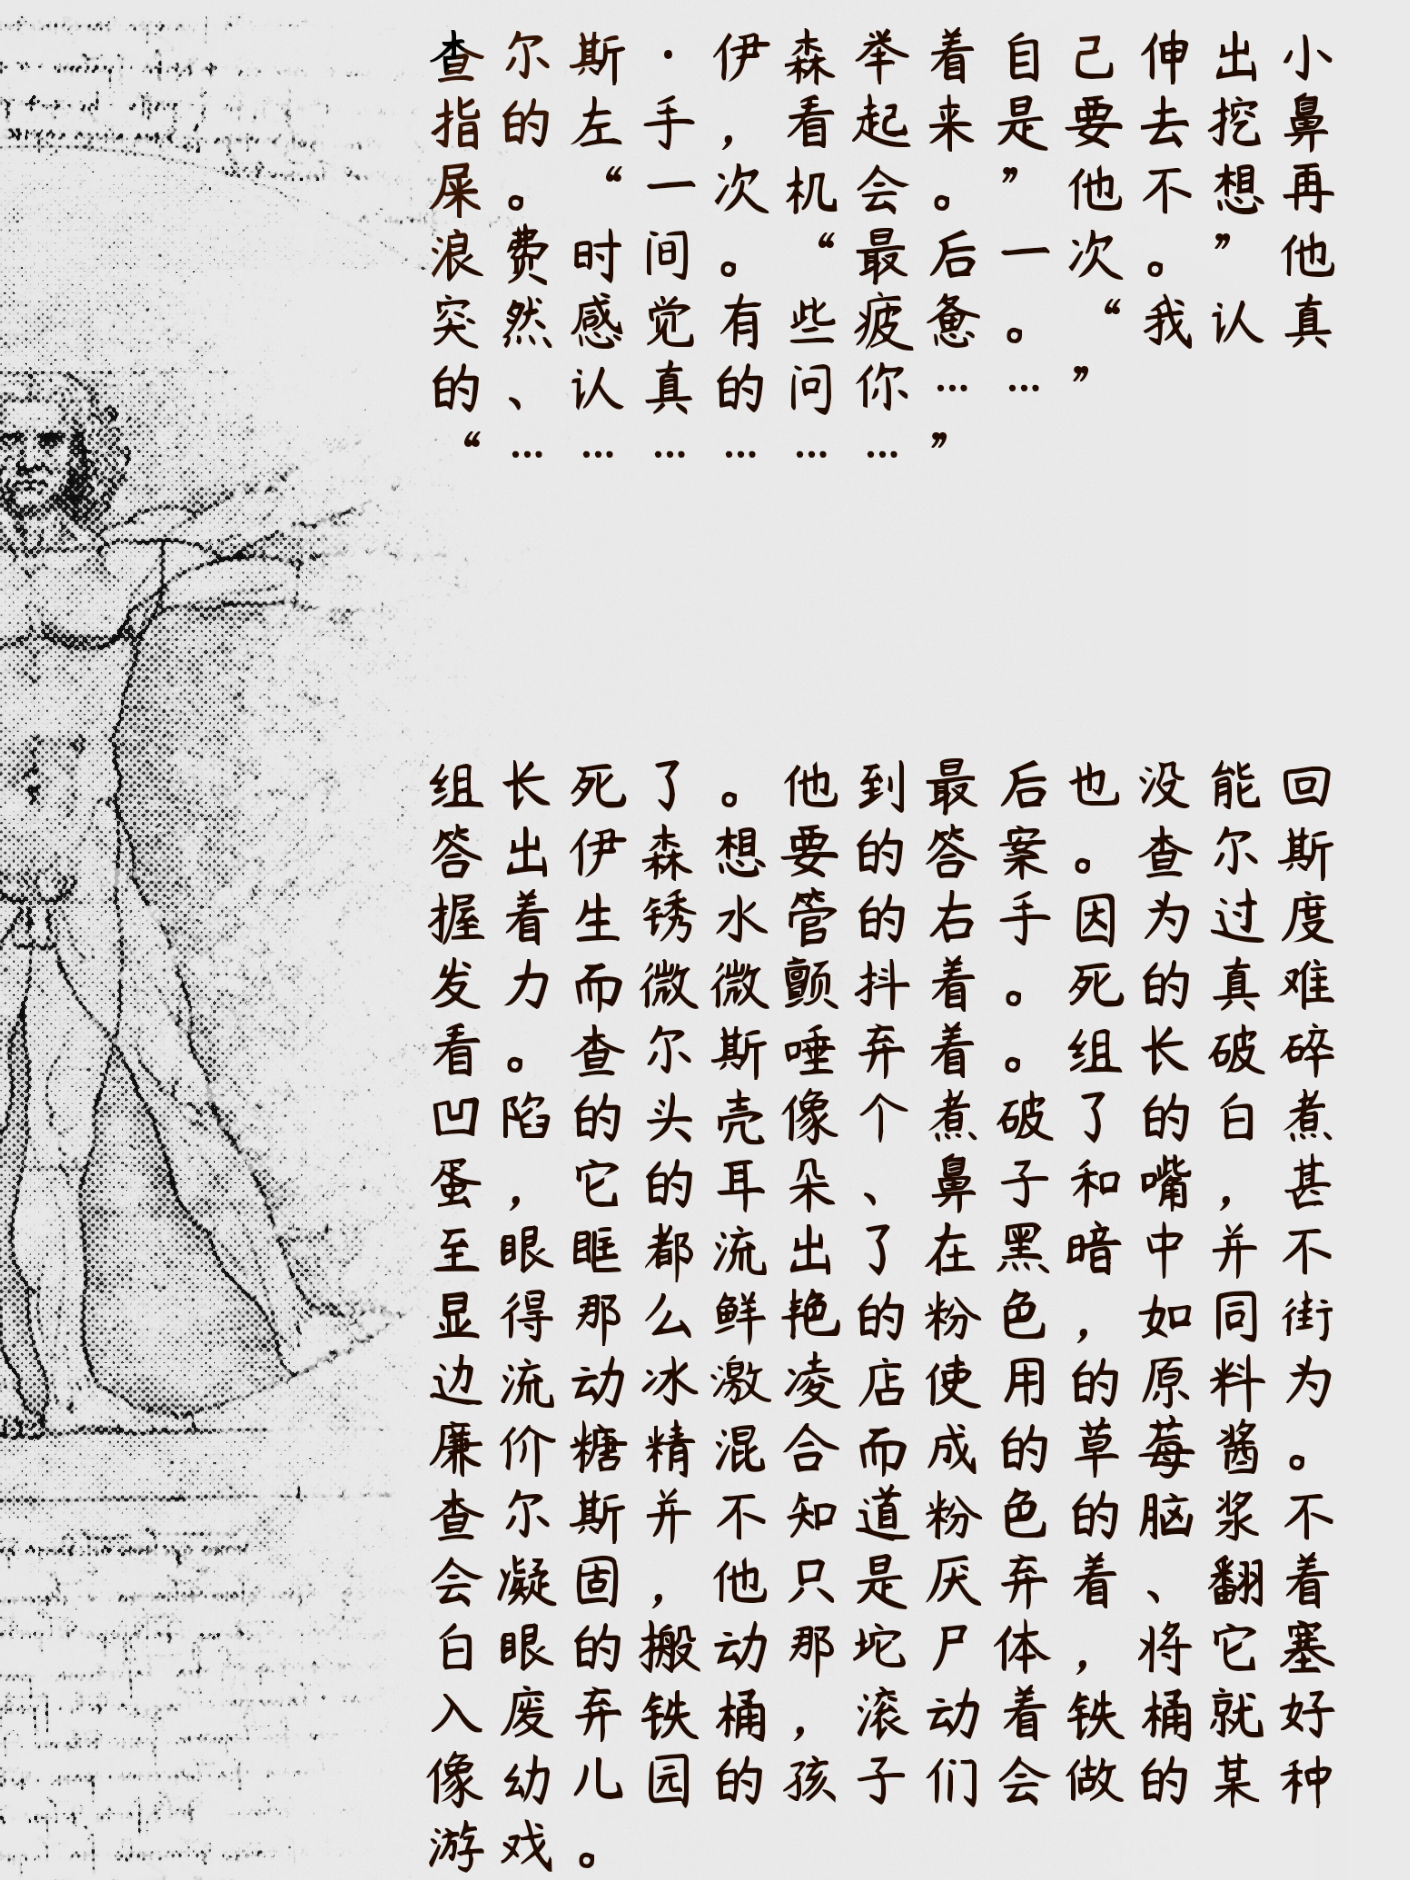 查尔斯·伊森举着自己伸出小
指的左手，看起来是要去挖鼻
屎。“一次机会。”他不想再
浪费时间。“最后一次。”他
突然感觉有些疲惫。“我认真
的、认真的问你……”
“………………”
组长死了。他到最后也没能回
答出伊森想要的答案。查尔斯
握着生锈水管的右手因为过度
发力而微微颤抖着。死的真难
看。查尔斯唾弃着。组长破碎
凹陷的头壳像个煮破了的白煮
蛋，它的耳朵、鼻子和嘴，甚
至眼眶都流出了在黑暗中并不
显得那么鲜艳的粉色，如同街
边流动冰激凌店使用的原料为
廉价糖精混合而成的草莓酱。
查尔斯并不知道粉色的脑浆不
会凝固，他只是厌弃着、翻着
白眼的搬动那坨尸体，将它塞
入废弃铁桶，滚动着铁桶就好
像幼儿园的孩子们会做的某种
游戏。